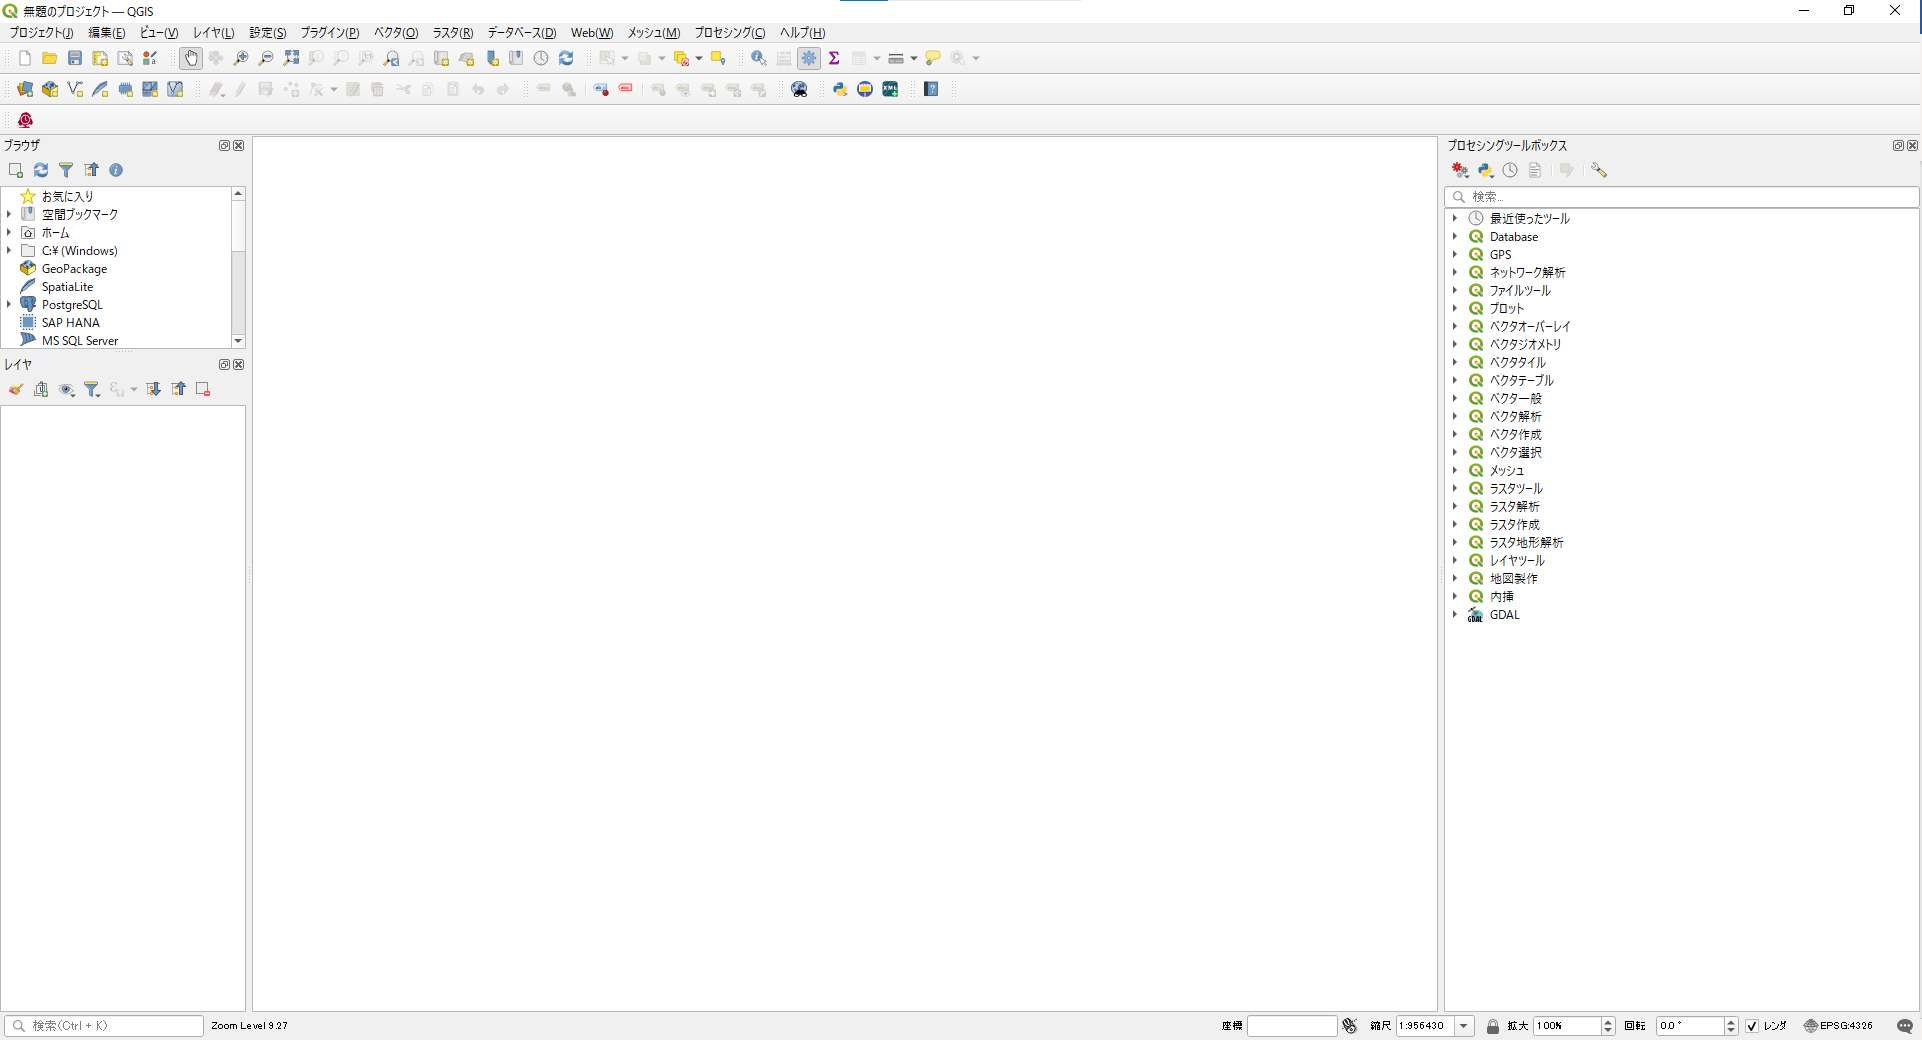 無題のプロジェクト — QGIS
プロジェクト(J) 編集(E) ビュー(V) レイヤ(L) 設定(S) プラグイン(P) ベクタ(O) ラスタ(R) データベース(D) Web(W) メッシュ(M) プロセシング(C) ヘルプ(H)
ブラウザ
お気に入り
空間ブックマーク
ホーム
C:¥ (Windows)
GeoPackage
SpatiaLite
PostgreSQL
SAP HANA
MS SQL Server
レイヤ
プロセシングツールボックス
検索...
最近使ったツール
Database
GPS
ネットワーク解析
ファイルツール
プロット
ベクタオーバーレイ
ベクタジオメトリ
ベクタタイル
ベクタテーブル
ベクタ一般
ベクタ解析
ベクタ作成
ベクタ選択
メッシュ
ラスタツール
ラスタ解析
ラスタ作成
ラスタ地形解析
レイヤツール
地図製作
内挿
GDAL
検索(Ctrl + K) Zoom Level 9.27 座標 縮尺 1:956430 拡大 100% 回転 0.0 ° レンダ EPSG:4326